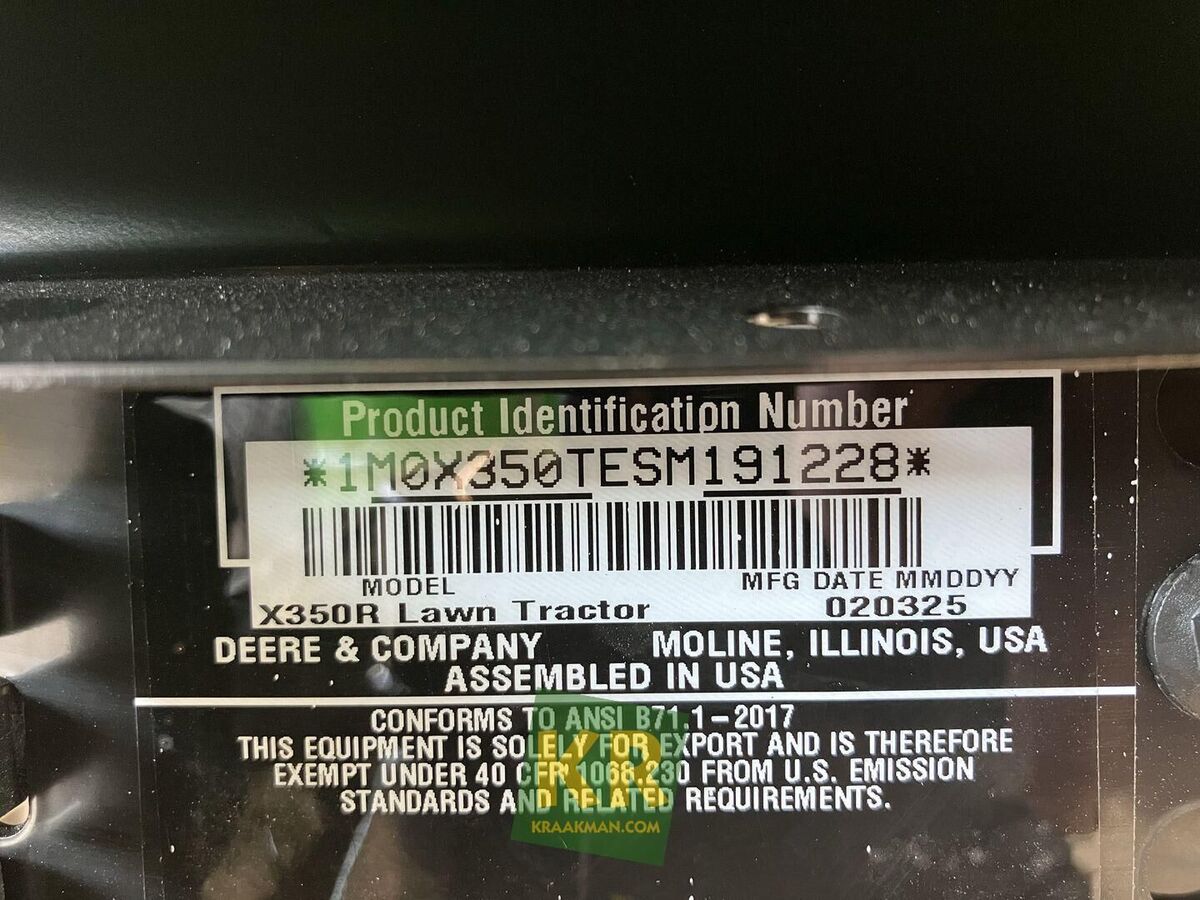 Product Identification Number
*1M0X350TESM191228*
MODEL MFG DATE MMDDYY
X350R Lawn Tractor 020325
DEERE & COMPANY MOLINE, ILLINOIS, USA
ASSEMBLED IN USA
CONFORMS TO ANSI B71.1-2017
THIS EQUIPMENT IS SOLELY FOR EXPORT AND IS THEREFORE
EXEMPT UNDER 40 CFR 1068.230 FROM U.S. EMISSION
STANDARDS AND RELATED REQUIREMENTS.
KR
KRAAKMAN.COM